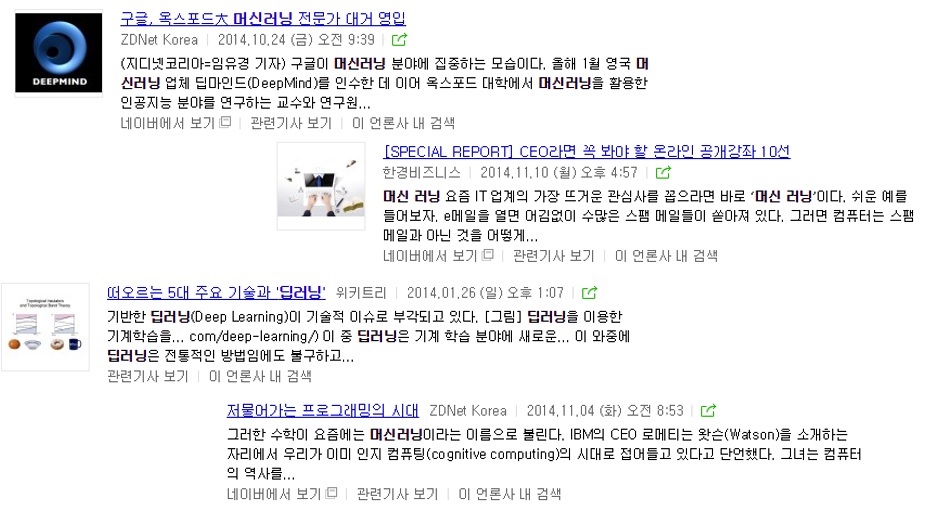 DEEPMIND
구글, 옥스포드大 머신러닝 전문가 대거 영입
ZDNet Korea | 2014.10.24 (금) 오전 9:39 |
(지디넷코리아=임유경 기자) 구글이 머신러닝 분야에 집중하는 모습이다. 올해 1월 영국 머
신러닝 업체 딥마인드(DeepMind)를 인수한 데 이어 옥스포드 대학에서 머신러닝을 활용한
인공지능 분야를 연구하는 교수와 연구원...
네이버에서 보기 | 관련기사 보기 | 이 언론사 내 검색
[SPECIAL REPORT] CEO라면 꼭 봐야 할 온라인 공개강좌 10선
한경비즈니스 | 2014.11.10 (월) 오후 4:57 |
머신 러닝 요즘 IT 업계의 가장 뜨거운 관심사를 꼽으라면 바로 ‘머신 러닝’이다. 쉬운 예를
들어보자. e메일을 열면 어김없이 수많은 스팸 메일들이 쏟아져 있다. 그러면 컴퓨터는 스팸
메일과 아닌 것을 어떻게...
네이버에서 보기 | 관련기사 보기 | 이 언론사 내 검색
Topological Insulators
and Topological Band Theory
떠오르는 5대 주요 기술과 '딥러닝' 위키트리 | 2014.01.26 (일) 오후 1:07 |
기반한 딥러닝(Deep Learning)이 기술적 이슈로 부각되고 있다. [그림] 딥러닝을 이용한
기계학습을... com/deep-learning/) 이 중 딥러닝은 기계 학습 분야에 새로운... 이 와중에
딥러닝은 전통적인 방법임에도 불구하고...
관련기사 보기 | 이 언론사 내 검색
저물어가는 프로그래밍의 시대 ZDNet Korea | 2014.11.04 (화) 오전 8:53 |
그러한 수학이 요즘에는 머신러닝이라는 이름으로 불린다. IBM의 CEO 로메티는 왓슨(Watson)을 소개하는
자리에서 우리가 이미 인지 컴퓨팅(cognitive computing)의 시대로 접어들고 있다고 단언했다. 그녀는 컴퓨터
의 역사를...
네이버에서 보기 | 관련기사 보기 | 이 언론사 내 검색